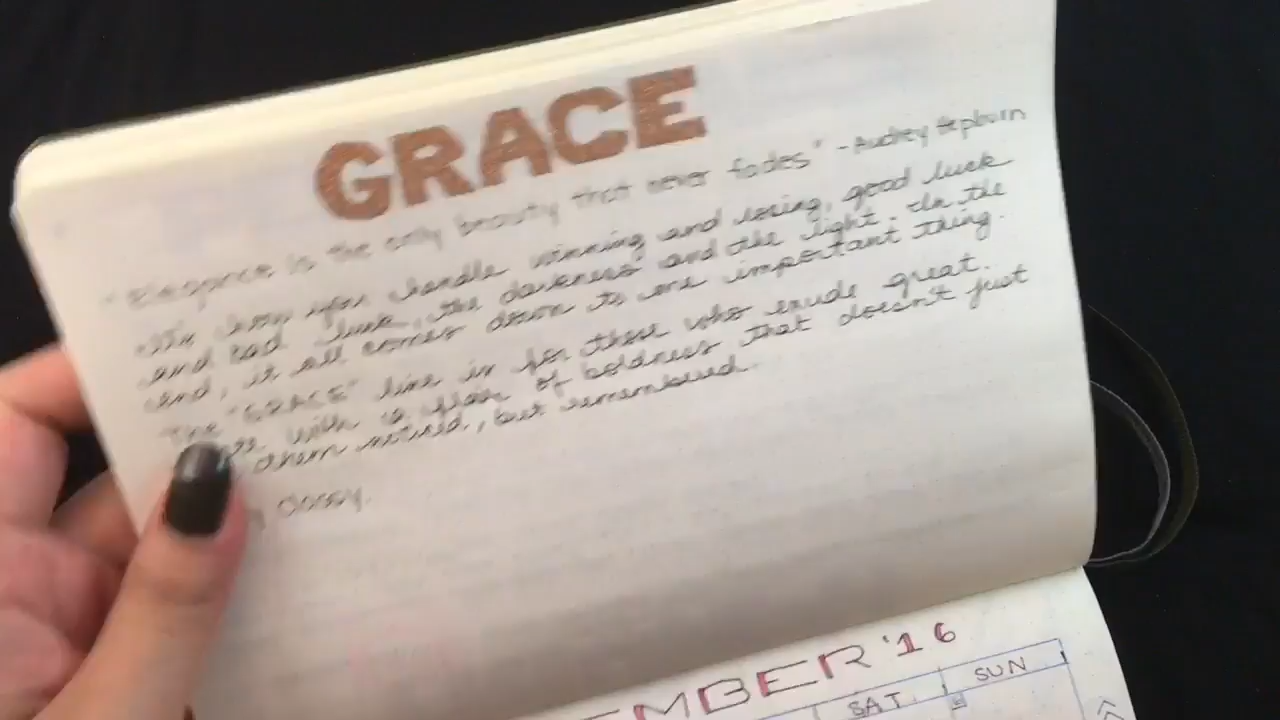 GRACE
"Elegance is the only beauty that never fades" - Audrey Hepburn
It's how you handle winning and losing, good luck
and bad luck, the darkness and the light. In the
end, it all comes down to one important thing.
The "GRACE" line is for those who exude great
with a flair of boldness that doesn't just
them noticed, but remembered.
Classy.
EMBER '16
SAT
SUN